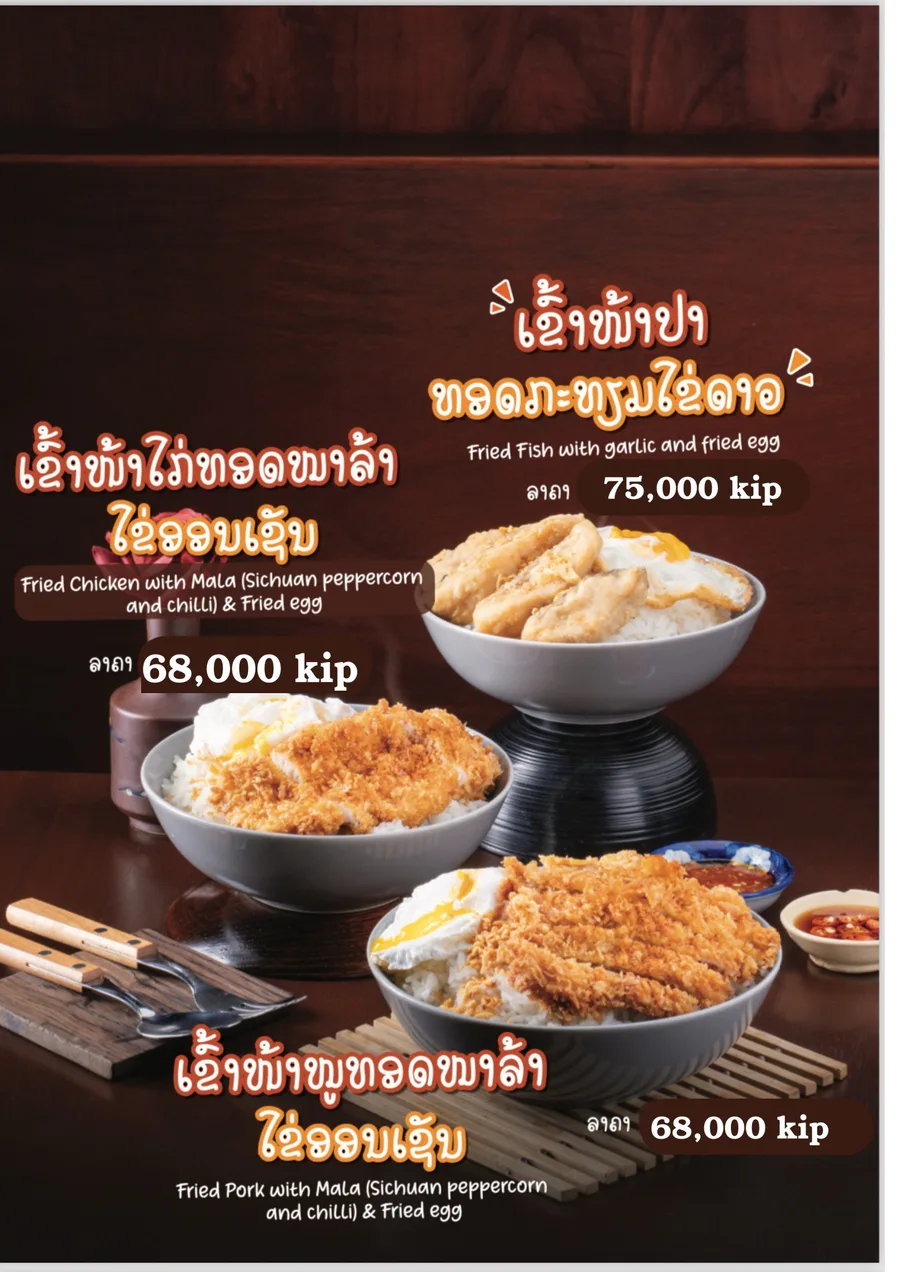 ເຂົ້າໜ້າປາ
ທອດກະທຽມໄຂ່ດາວ
Fried Fish with garlic and fried egg
ລາຄາ 75,000 kip
ເຂົ້າໜ້າໄກ່ທອດໝາລ້າ
ໄຂ່ອອນເຊັນ
Fried Chicken with Mala (Sichuan peppercorn
and chilli) & Fried egg
ລາຄາ 68,000 kip
ເຂົ້າໜ້າໝູທອດໝາລ້າ
ໄຂ່ອອນເຊັນ
Fried Pork with Mala (Sichuan peppercorn
and chilli) & Fried egg
ລາຄາ 68,000 kip